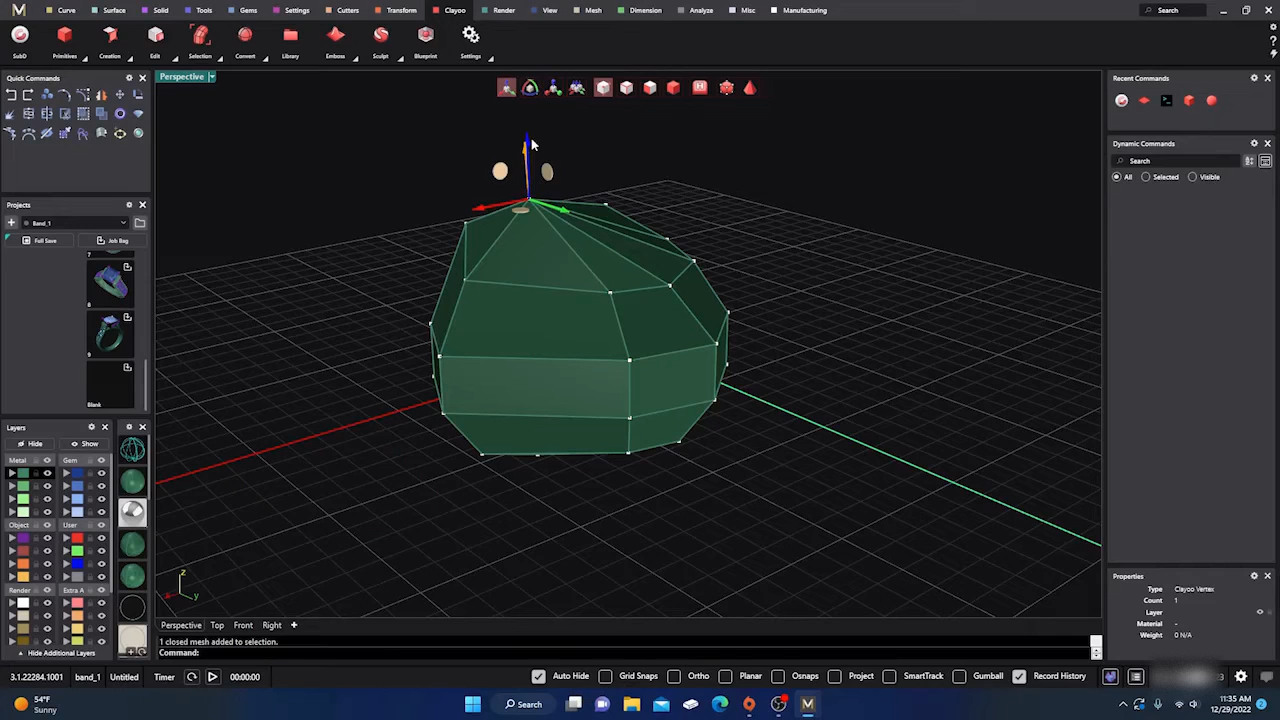 Curve Surface Solid Tools Gems Settings Cutters Transform Clayoo Render View Mesh Dimension Analyze Misc Manufacturing Search
SubD Primitives Creation Edit Selection Convert Library Emboss Sculpt Blueprint Settings
Quick Commands
Perspective
Recent Commands
Dynamic Commands
Search
All Selected Visible
Projects
Band_1
Full Save Job Bag
7
8
9
Blank
Layers
Hide Show
Metal Gem
Object User
Render Extra A
Hide Additional Layers
z
x y
Properties
Type Clayoo Vertex
Count 1
Layer
Material -
Weight 0 N/A
Perspective Top Front Right
1 closed mesh added to selection.
Command:
3.1.22284.1001 band_1 Untitled Timer 00:00:00 Auto Hide Grid Snaps Ortho Planar Osnaps Project SmartTrack Gumball Record History
54°F
Sunny
Search
11:35 AM
12/29/2022